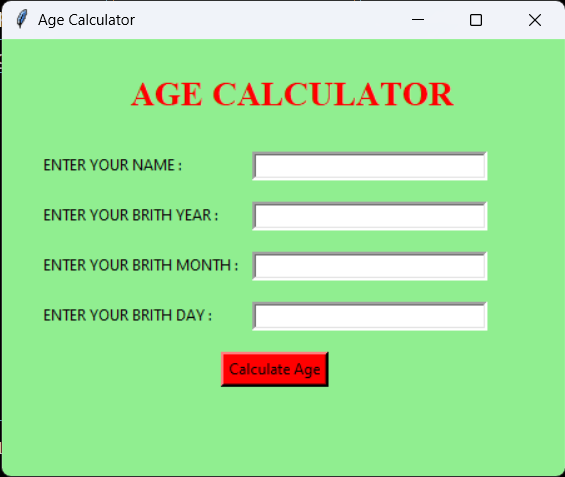 Age Calculator
AGE CALCULATOR
ENTER YOUR NAME :
ENTER YOUR BRITH YEAR :
ENTER YOUR BRITH MONTH :
ENTER YOUR BRITH DAY :
Calculate Age